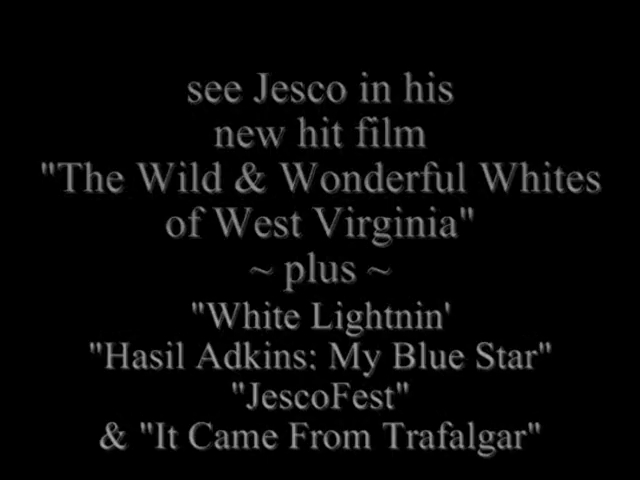 see Jesco in his
new hit film
"The Wild & Wonderful Whites
of West Virginia"
~ plus ~
"White Lightnin'
"Hasil Adkins: My Blue Star"
"JescoFest"
& "It Came From Trafalgar"